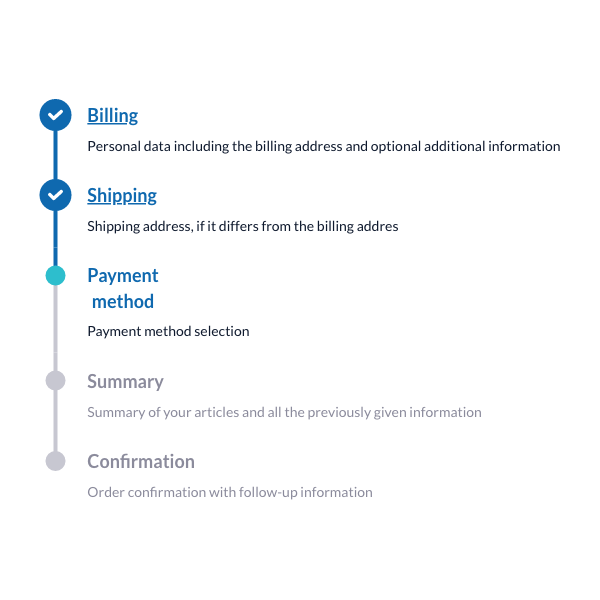 Billing
Personal data including the billing address and optional additional information
Shipping
Shipping address, if it differs from the billing addres
Payment
method
Payment method selection
Summary
Summary of your articles and all the previously given information
Confirmation
Order confirmation with follow-up information